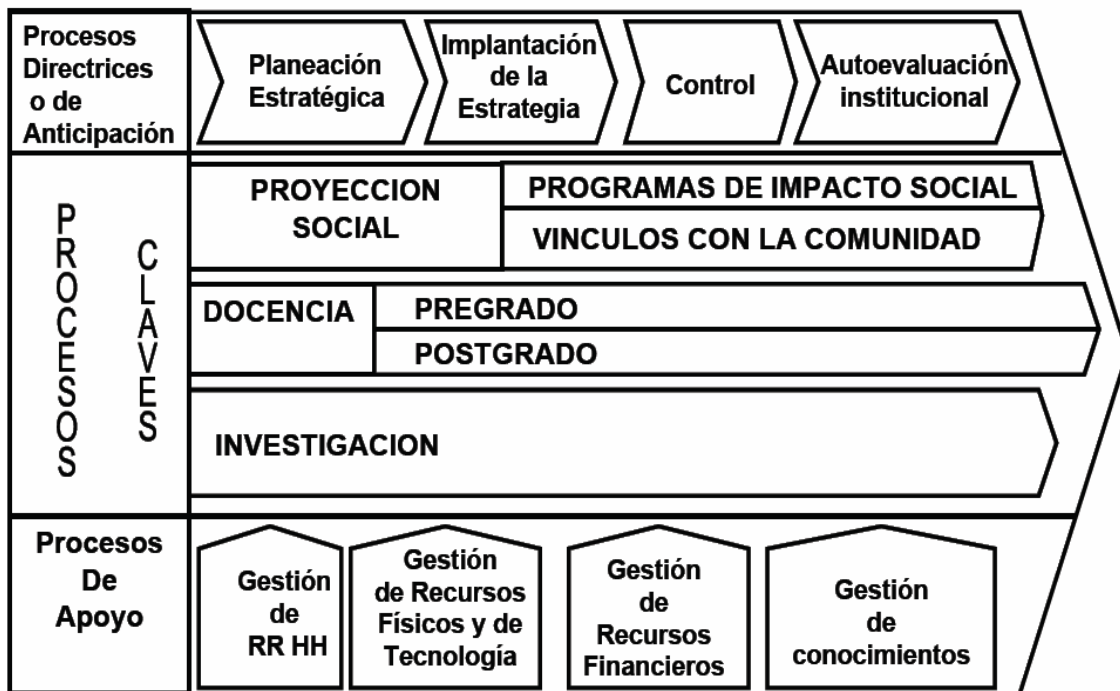 Procesos
Directrices
o de
Anticipación
Planeación
Estratégica
Implantación
de la
Estrategia
Control
Autoevaluación
institucional
PROCESOS
CLAVES
PROYECCION
SOCIAL
PROGRAMAS DE IMPACTO SOCIAL
VINCULOS CON LA COMUNIDAD
DOCENCIA
PREGRADO
POSTGRADO
INVESTIGACION
Procesos
De
Apoyo
Gestión
de
RR HH
Gestión
de Recursos
Físicos y de
Tecnología
Gestión
de
Recursos
Financieros
Gestión
de
conocimientos